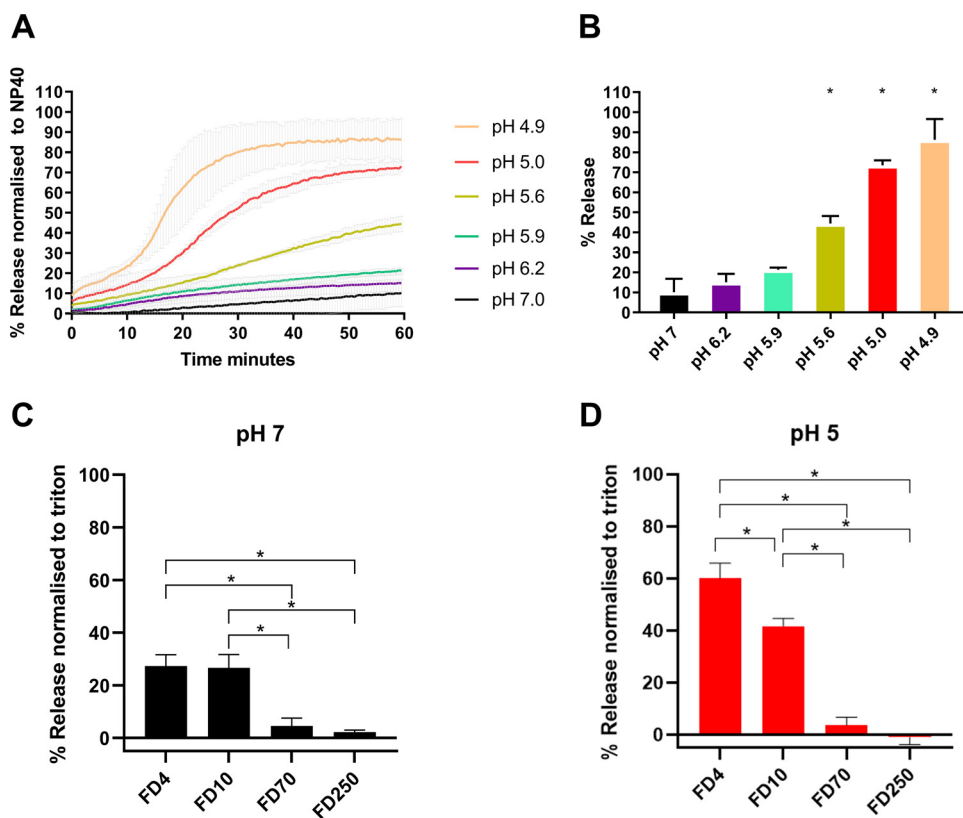 A
% Release normalised to NP40
110
100
90
80
70
60
50
40
30
20
10
0
0 10 20 30 40 50 60
Time minutes
pH 4.9
pH 5.0
pH 5.6
pH 5.9
pH 6.2
pH 7.0
B
% Release
110
100
90
80
70
60
50
40
30
20
10
0
* * *
pH 7 pH 6.2 pH 5.9 pH 5.6 pH 5.0 pH 4.9
C
pH 7
% Release normalised to triton
100
80
60
40
20
0
*
*
*
*
FD4 FD10 FD70 FD250
D
pH 5
% Release normalised to triton
100
80
60
40
20
0
*
*
*
*
*
FD4 FD10 FD70 FD250